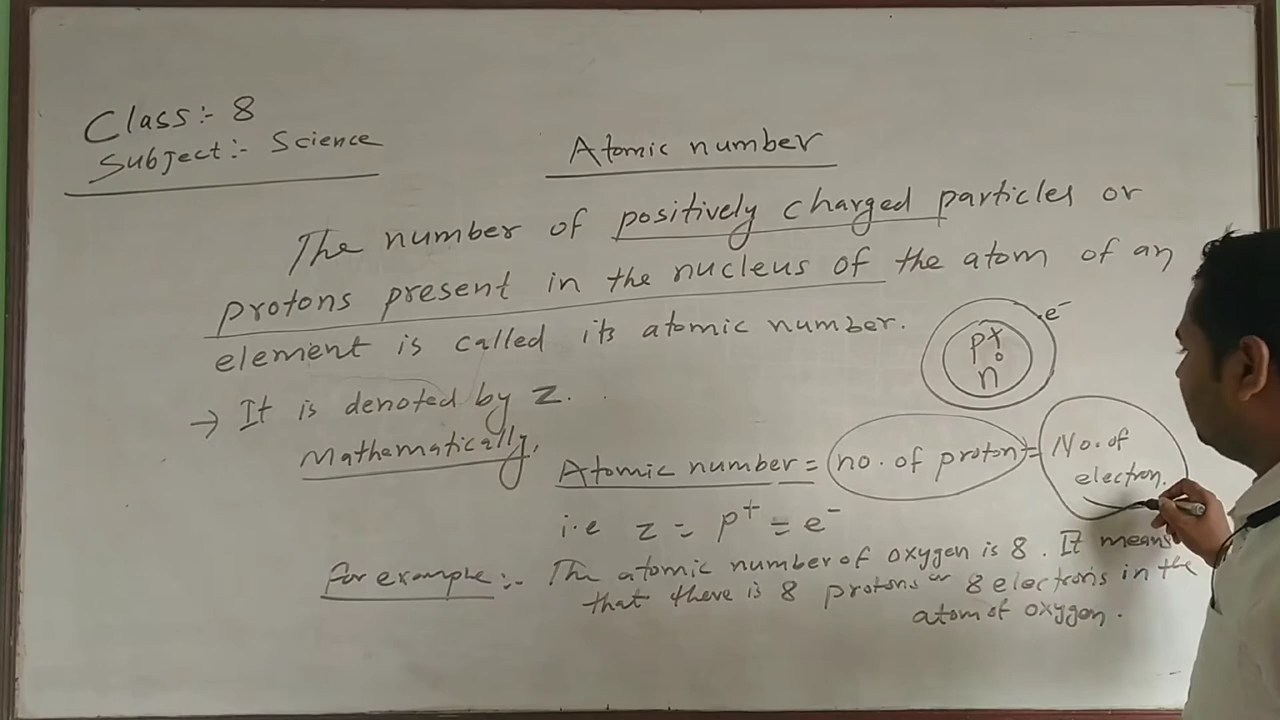 Class:- 8
Subject:- Science
Atomic number
The number of positively charged particles or
protons present in the nucleus of the atom of an
element is called its atomic number.
e⁻
p⁺
n°
→ It is denoted by Z.
Mathematically,
Atomic number = no. of proton = No. of
electron.
i.e Z = p⁺ = e⁻
For example:- The atomic number of oxygen is 8. It means
that there is 8 protons or 8 electrons in the
atom of oxygen.